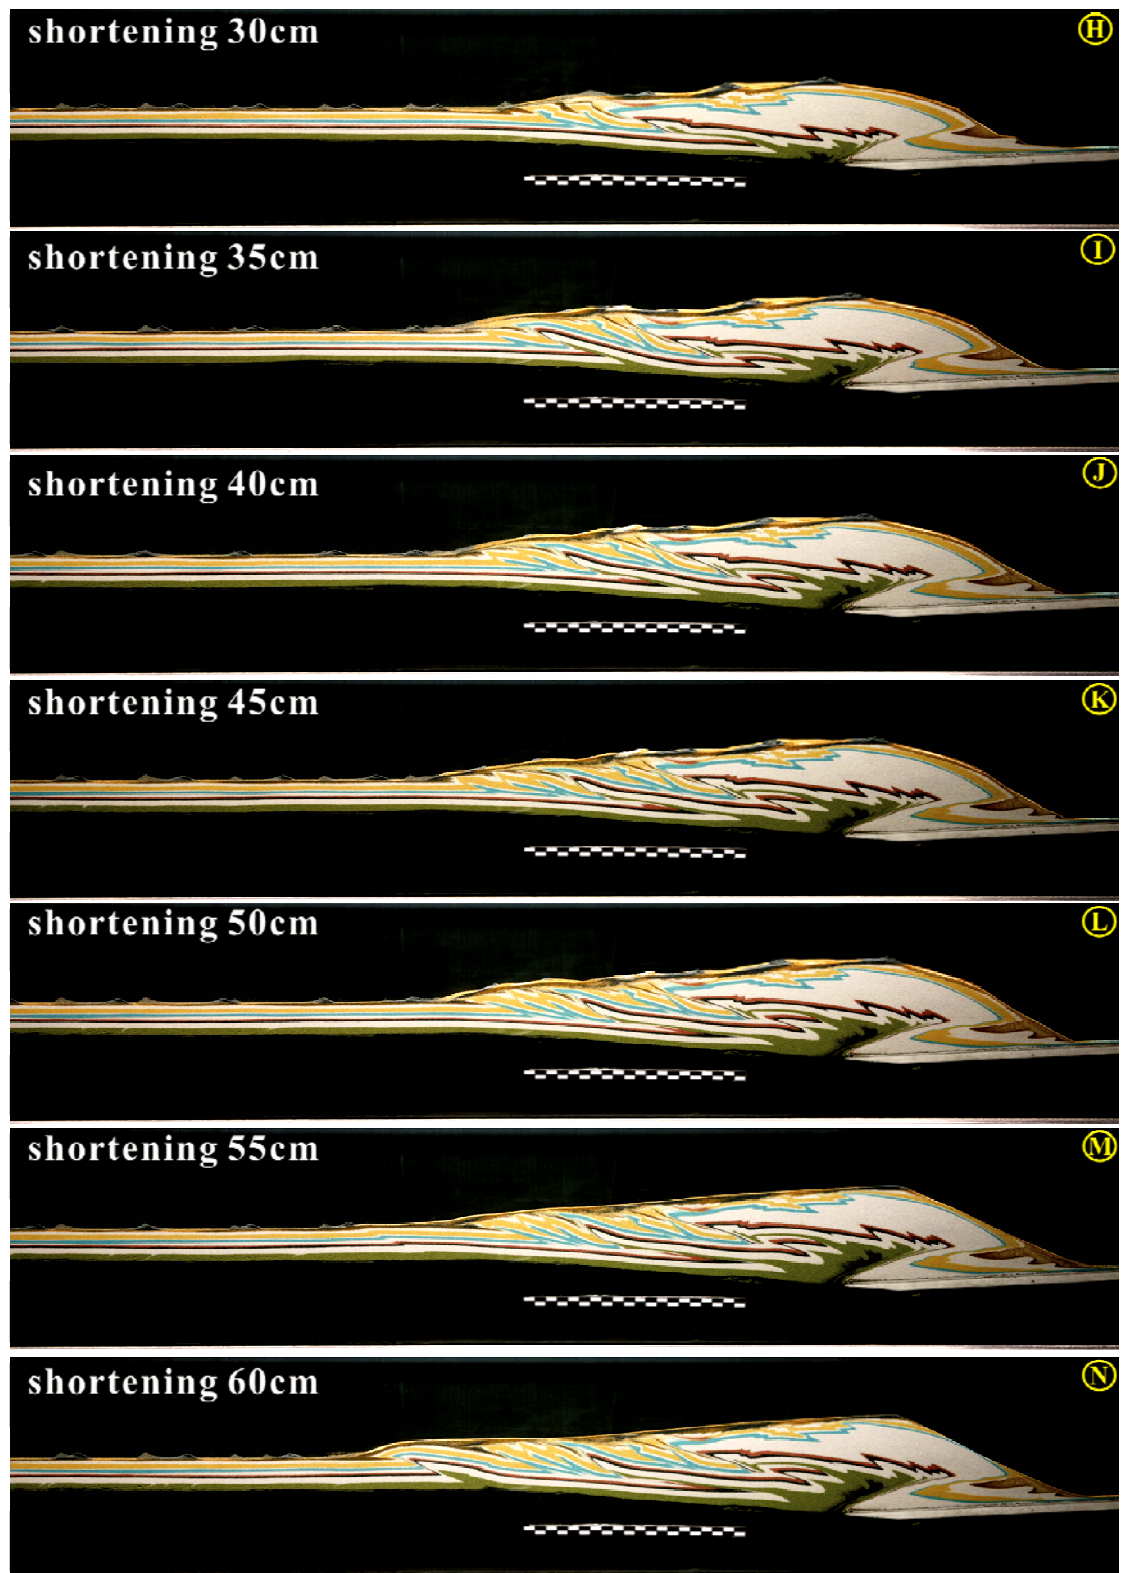 shortening 30cm
H
shortening 35cm
I
shortening 40cm
J
shortening 45cm
K
shortening 50cm
L
shortening 55cm
M
shortening 60cm
N